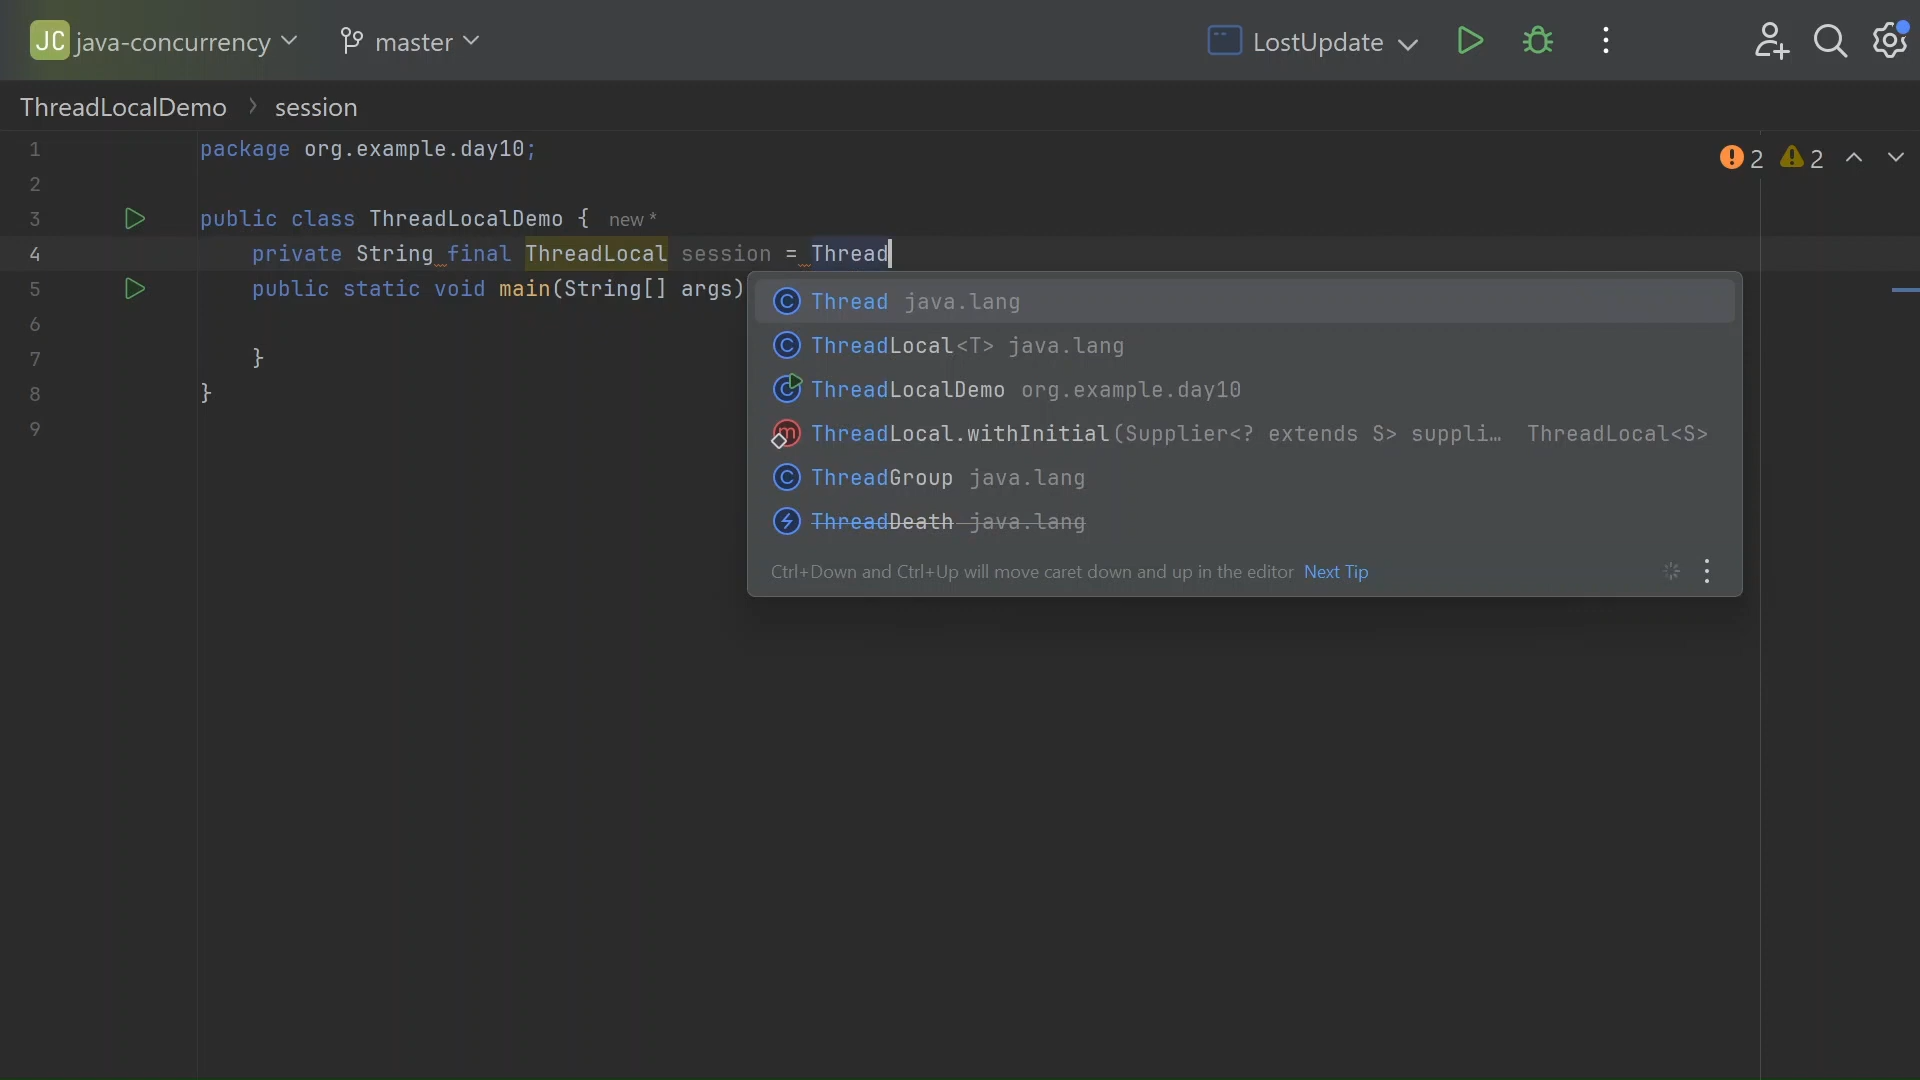 JC java-concurrency master LostUpdate
ThreadLocalDemo session
1 package org.example.day10;
2 2
2
3 public class ThreadLocalDemo { new *
4 private String final ThreadLocal session = Thread
5 public static void main(String[] args)
6
7 }
8 }
9
Thread java.lang
ThreadLocal<T> java.lang
ThreadLocalDemo org.example.day10
ThreadLocal.withInitial(Supplier<? extends S> suppli… ThreadLocal<S>
ThreadGroup java.lang
ThreadDeath java.lang
Ctrl+Down and Ctrl+Up will move caret down and up in the editor Next Tip